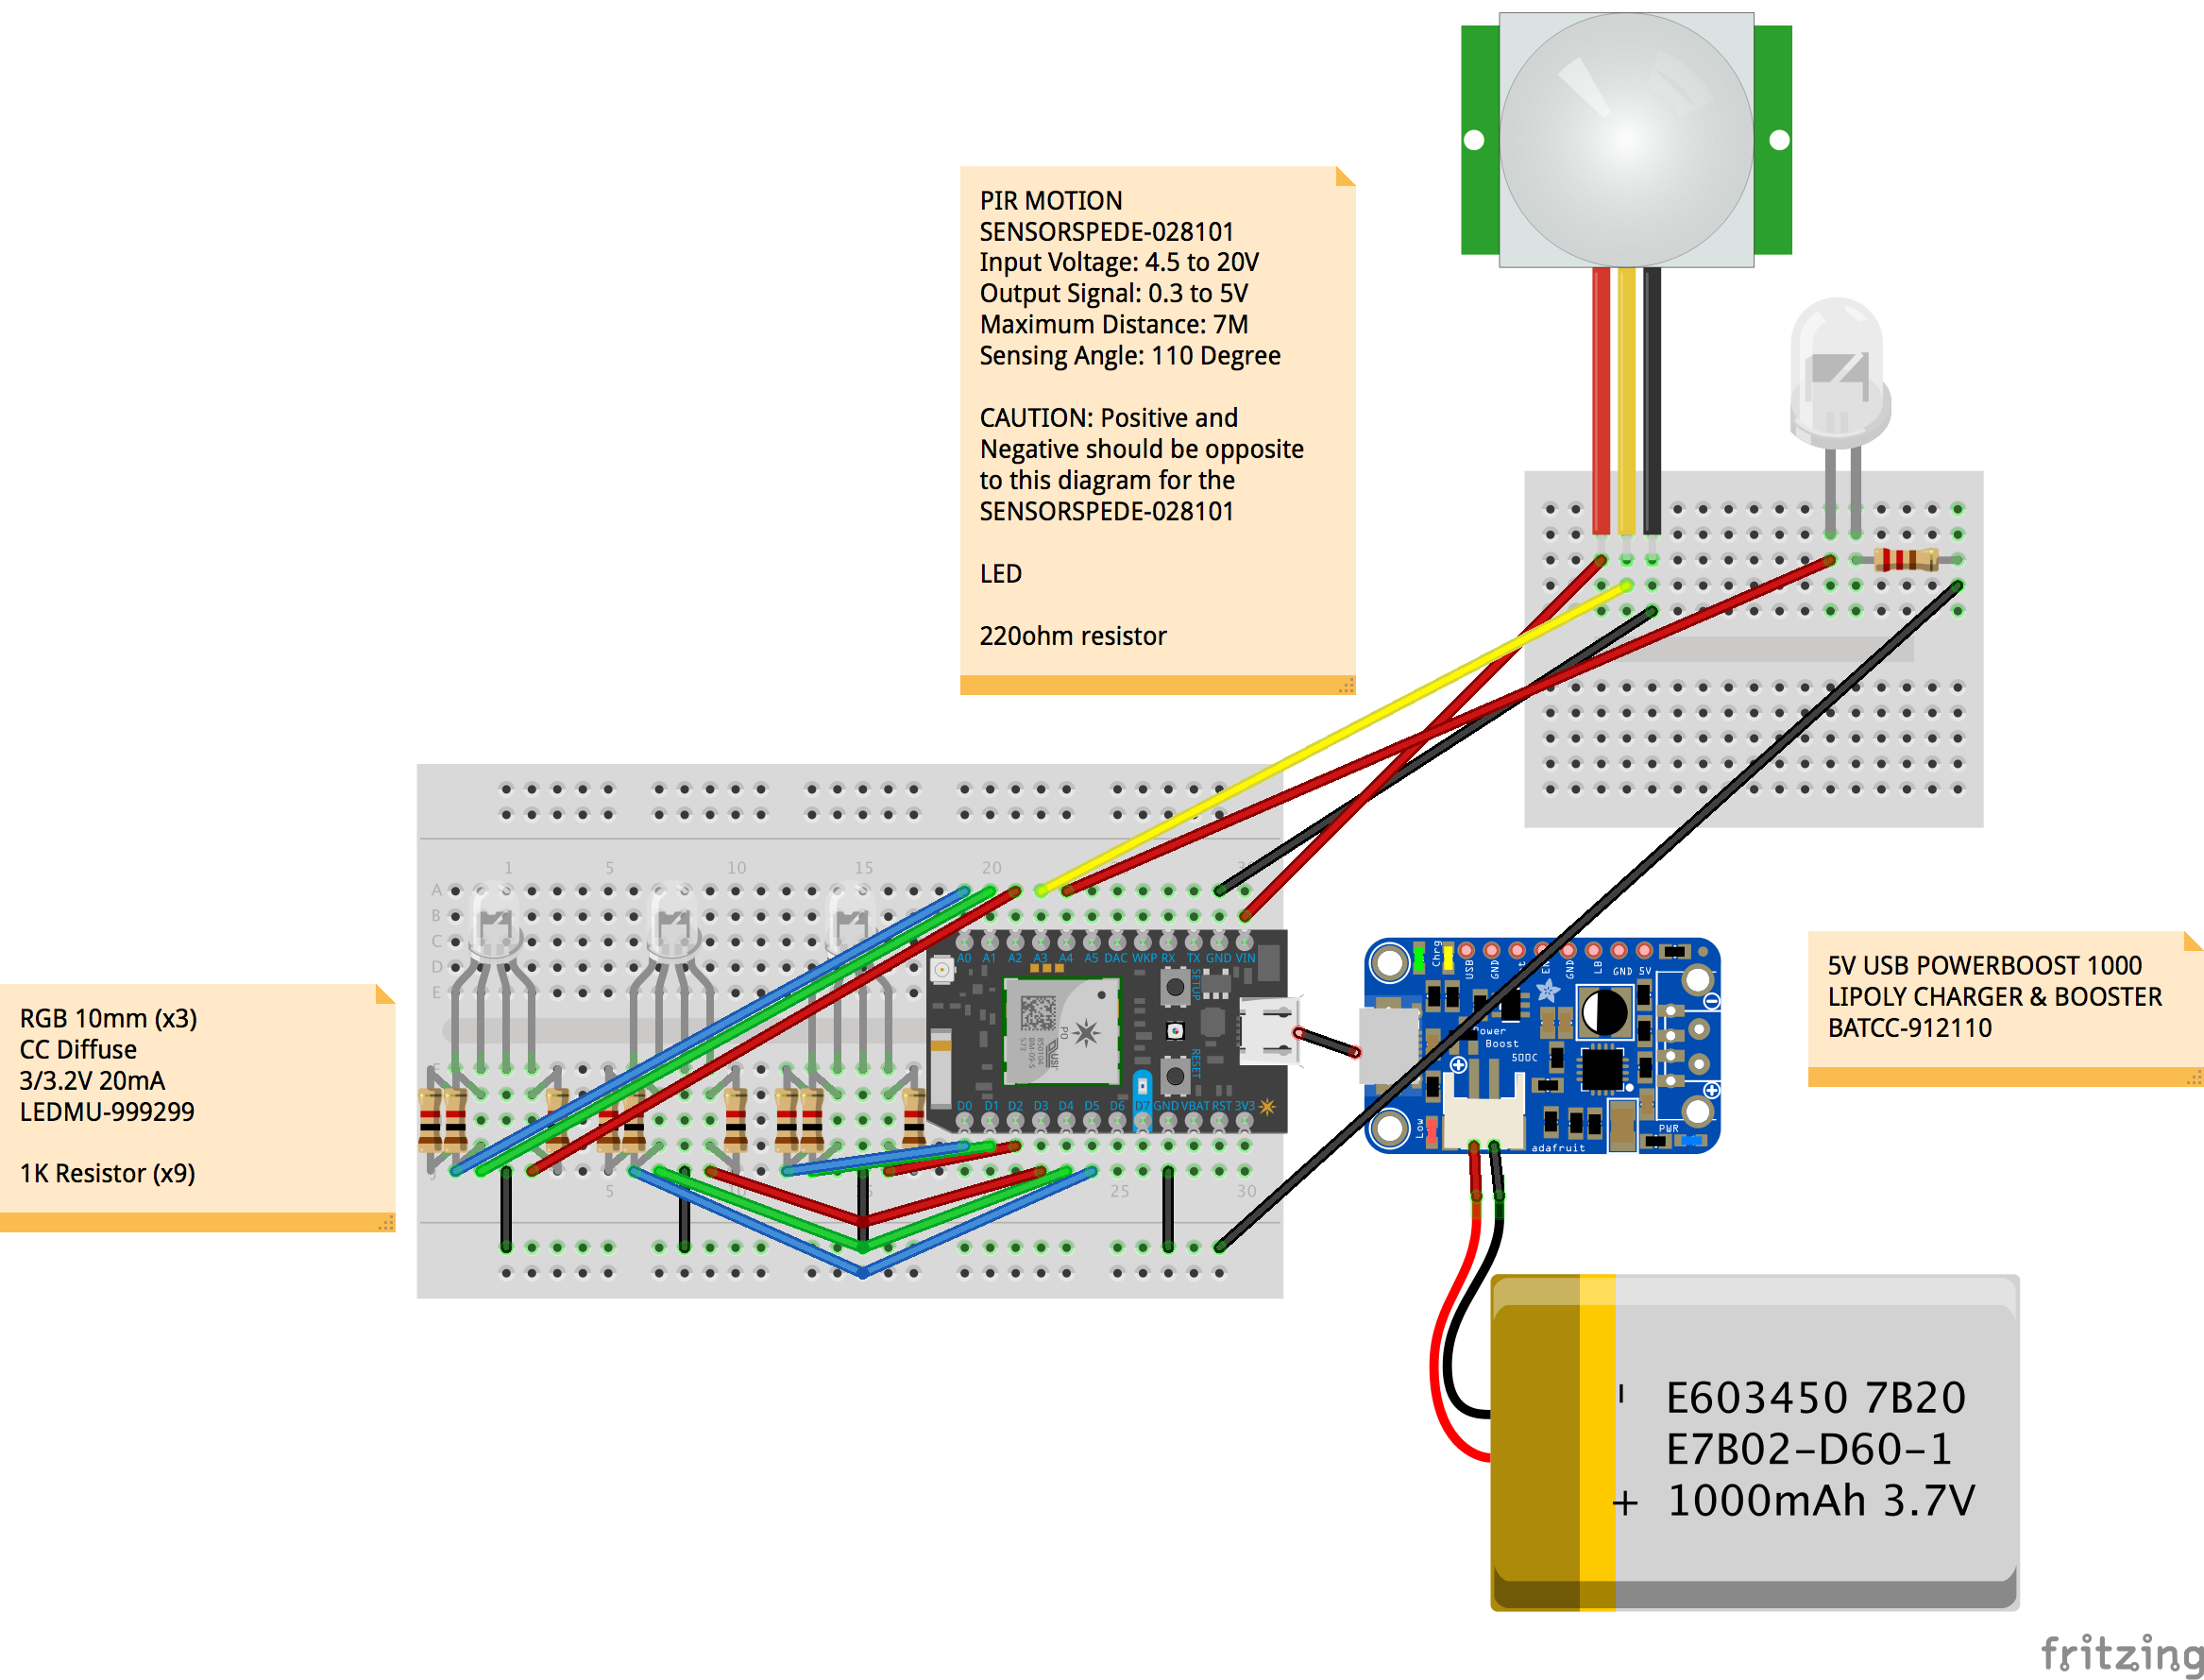 PIR MOTION
SENSORSPEDE-028101
Input Voltage: 4.5 to 20V
Output Signal: 0.3 to 5V
Maximum Distance: 7M
Sensing Angle: 110 Degree
CAUTION: Positive and
Negative should be opposite
to this diagram for the
SENSORSPEDE-028101
LED
220ohm resistor
1 5 10 15 20
A
B
C
D
E
A0 A1 A2 A3 A4 A5 DAC WKP RX TX GND VIN
SETUP
RESET
P0
D0 D1 D2 D3 D4 D5 D6 D7 GND VBAT RST 3V3
5 25 30
RGB 10mm (x3)
CC Diffuse
3/3.2V 20mA
LEDMU-999299
1K Resistor (x9)
Chrg
USB GND EN GND LB GND 5V
Power
Boost
500C
Low
PWR
adafruit
5V USB POWERBOOST 1000
LIPOLY CHARGER & BOOSTER
BATCC-912110
- E603450 7B20
E7B02-D60-1
+ 1000mAh 3.7V
fritzing